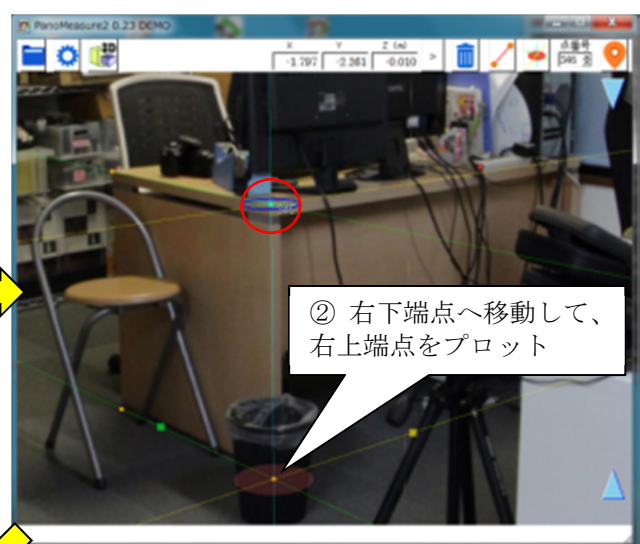 PanoMeasure2 0.23 DEMO
3D
X Y Z (m) 点番号
-1.797 -2.261 -0.010 >
② 右下端点へ移動して、
右上端点をプロット